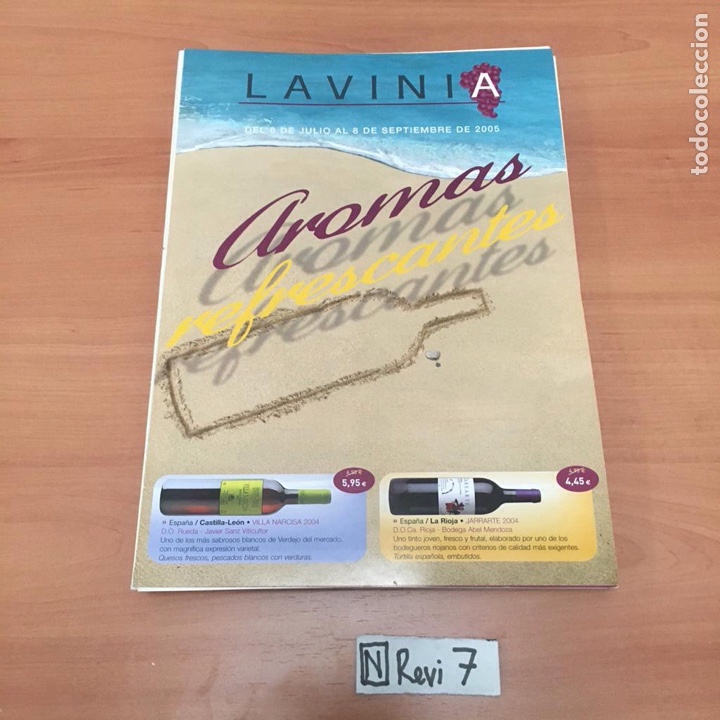 LAVINIA
DEL 6 DE JULIO AL 6 DE SEPTIEMBRE DE 2005
Aromas
refrescantes
5,95 €
» España / Castilla-León • VILLA NARCISA 2004
D.O. Rueda - Javier Sanz Viticultor
Uno de los más sabrosos blancos de Verdejo del mercado,
con magnífica expresión varietal.
Quesos frescos, pescados blancos con verduras.
4,45 €
» España / La Rioja • JARRARTE 2004
D.O.Ca. Rioja - Bodega Abel Mendoza
Uno tinto joven, fresco y frutal, elaborado por uno de los
bodegueros riojanos con criterios de calidad más exigentes.
Tortilla española, embutidos.
N Revi 7
todocoleccion.net